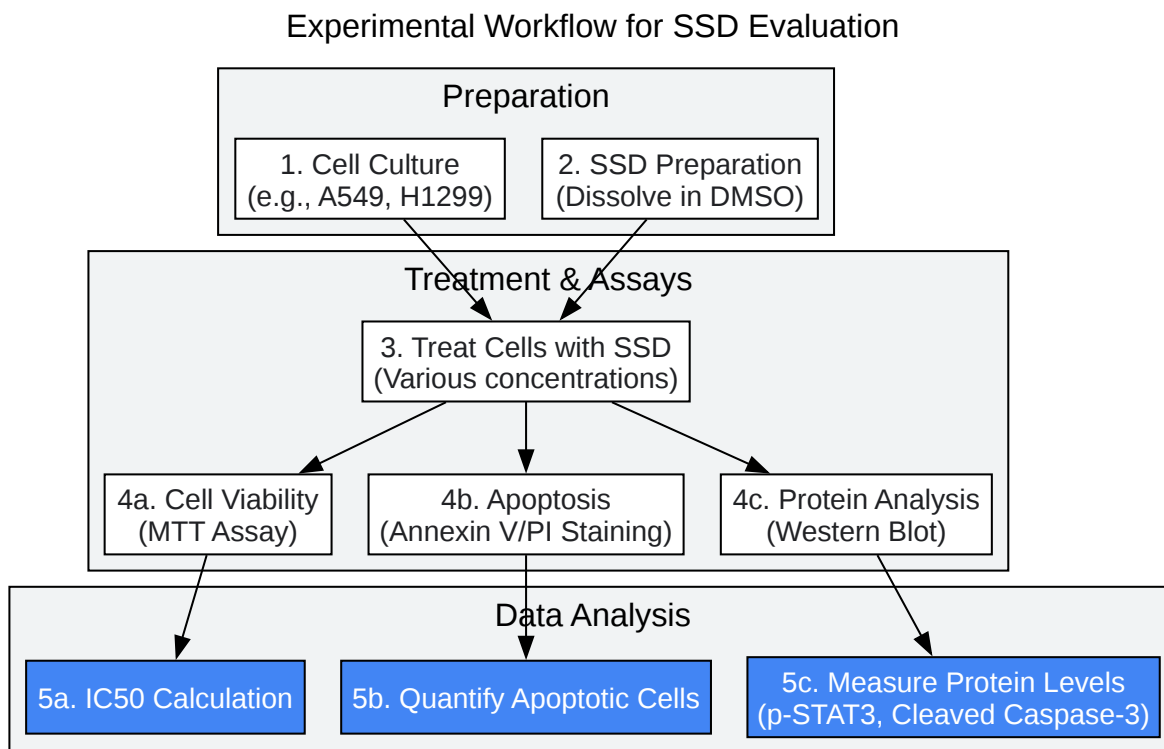 Experimental Workflow for SSD Evaluation
Preparation
1. Cell Culture
(e.g., A549, H1299)
2. SSD Preparation
(Dissolve in DMSO)
Treatment & Assays
3. Treat Cells with SSD
(Various concentrations)
4a. Cell Viability
(MTT Assay)
4b. Apoptosis
(Annexin V/PI Staining)
4c. Protein Analysis
(Western Blot)
Data Analysis
5a. IC50 Calculation
5b. Quantify Apoptotic Cells
5c. Measure Protein Levels
(p-STAT3, Cleaved Caspase-3)